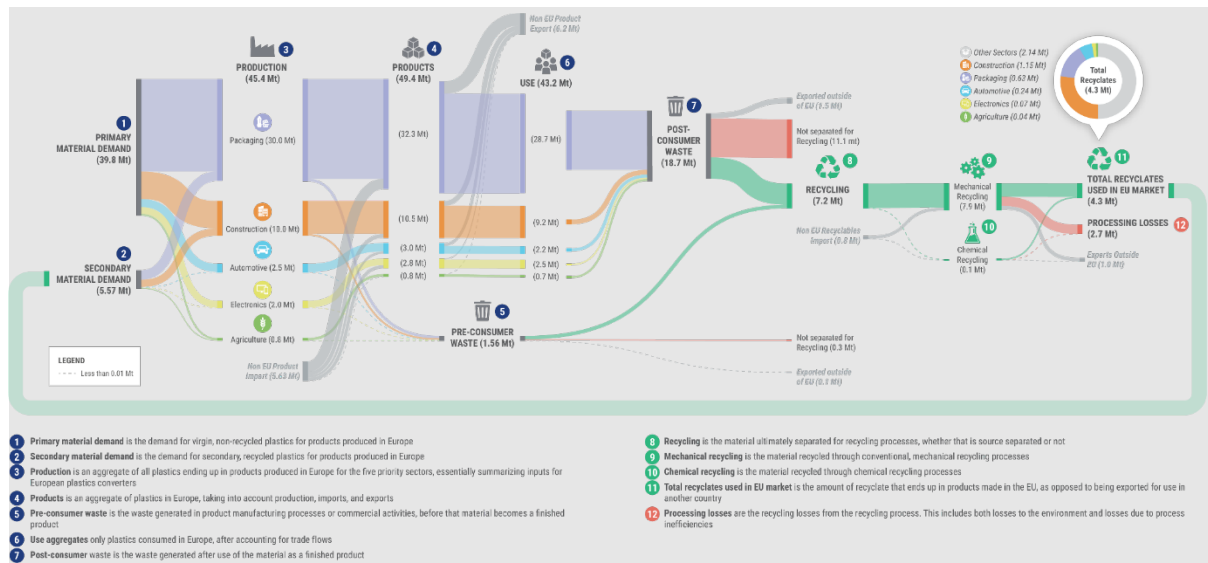 Non EU Product
Export (6.2 Mt)
3
PRODUCTION
(45.4 Mt)
4
PRODUCTS
(49.4 Mt)
6
USE (43.2 Mt)
1
PRIMARY
MATERIAL DEMAND
(39.8 Mt)
2
SECONDARY
MATERIAL DEMAND
(5.57 Mt)
Packaging (30.0 Mt)
Automotive (2.5 Mt)
Electronics (2.0 Mt)
Agriculture (0.8 Mt)
Non EU Product
Import (5.63 Mt)
(32.3 Mt)
(10.5 Mt)
(3.0 Mt)
(2.8 Mt)
(0.8 Mt)
(28.7 Mt)
(9.2 Mt)
(2.2 Mt)
(2.5 Mt)
(0.7 Mt)
5
PRE-CONSUMER
WASTE (1.56 Mt)
7
POST-
CONSUMER
WASTE
(18.7 Mt)
Exported outside
of EU (1.5 Mt)
Not separated for
Recycling (11.1 mt)
8
RECYCLING
(7.2 Mt)
Non EU Recyclables
Import (0.8 Mt)
Not separated for
Recycling (0.3 Mt)
Exported outside
of EU (0.1 Mt)
9
Mechanical
Recycling
(7.9 Mt)
10
Chemical
Recycling
(0.1 Mt)
Other Sectors (2.14 Mt)
Construction (1.15 Mt)
Packaging (0.63 Mt)
Automotive (0.24 Mt)
Electronics (0.07 Mt)
Agriculture (0.04 Mt)
Total
Recyclates
(4.3 Mt)
11
TOTAL RECYCLATES
USED IN EU MARKET
(4.3 Mt)
PROCESSING LOSSES
(2.7 Mt)
12
Exports Outside
EU (1.0 Mt)
LEGEND
Less than 0.01 Mt
1 Primary material demand is the demand for virgin, non-recycled plastics for products produced in Europe
2 Secondary material demand is the demand for secondary, recycled plastics for products produced in Europe
3 Production is an aggregate of all plastics ending up in products produced in Europe for the five priority sectors, essentially summarizing inputs for
European plastics converters
4 Products is an aggregate of plastics in Europe, taking into account production, imports, and exports
5 Pre-consumer waste is the waste generated in product manufacturing processes or commercial activities, before that material becomes a finished
product
6 Use aggregates only plastics consumed in Europe, after accounting for trade flows
7 Post-consumer waste is the waste generated after use of the material as a finished product
8 Recycling is the material ultimately separated for recycling processes, whether that is source separated or not
9 Mechanical recycling is the material recycled through conventional, mechanical recycling processes
10 Chemical recycling is the material recycled through chemical recycling processes
11 Total recyclates used in EU market is the amount of recyclate that ends up in products made in the EU, as opposed to being exported for use in
another country
12 Processing losses are the recycling losses from the recycling process. This includes both losses to the environment and losses due to process
inefficiencies